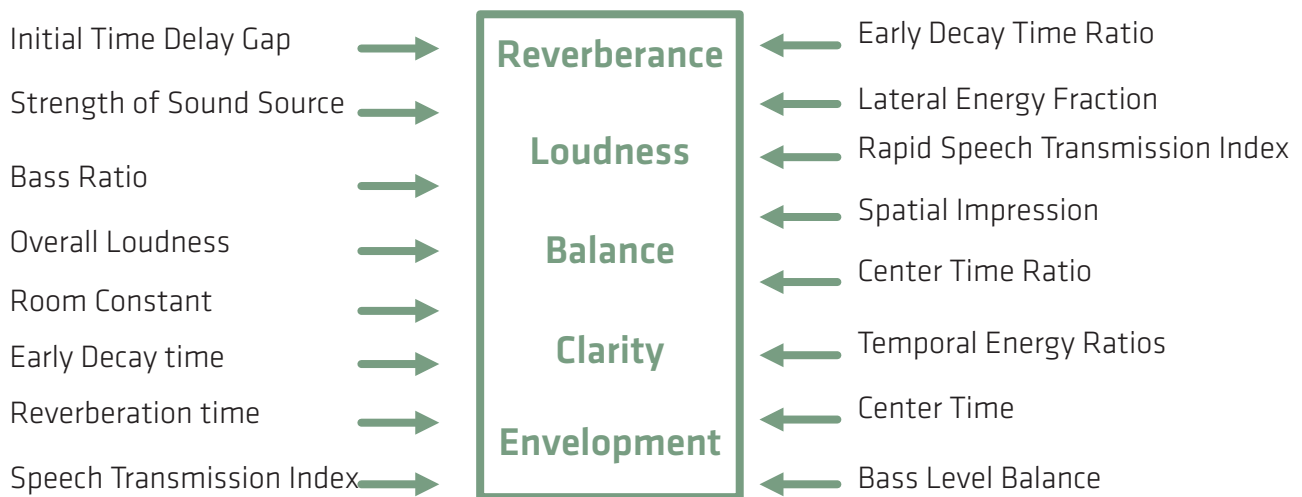 Initial Time Delay Gap
Strength of Sound Source
Bass Ratio
Overall Loudness
Room Constant
Early Decay time
Reverberation time
Speech Transmission Index
Reverberance
Loudness
Balance
Clarity
Envelopment
Early Decay Time Ratio
Lateral Energy Fraction
Rapid Speech Transmission Index
Spatial Impression
Center Time Ratio
Temporal Energy Ratios
Center Time
Bass Level Balance